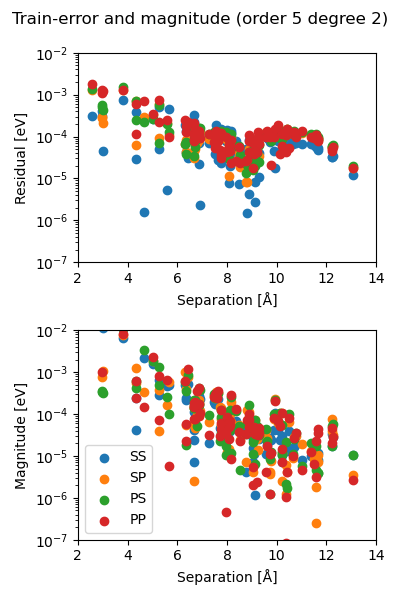 Train-error and magnitude (order 5 degree 2)
10⁻²
10⁻³
10⁻⁴
10⁻⁵
10⁻⁶
10⁻⁷
Residual [eV]
2 4 6 8 10 12 14
Separation [Å]
10⁻²
10⁻³
10⁻⁴
10⁻⁵
10⁻⁶
10⁻⁷
Magnitude [eV]
SS
SP
PS
PP
2 4 6 8 10 12 14
Separation [Å]